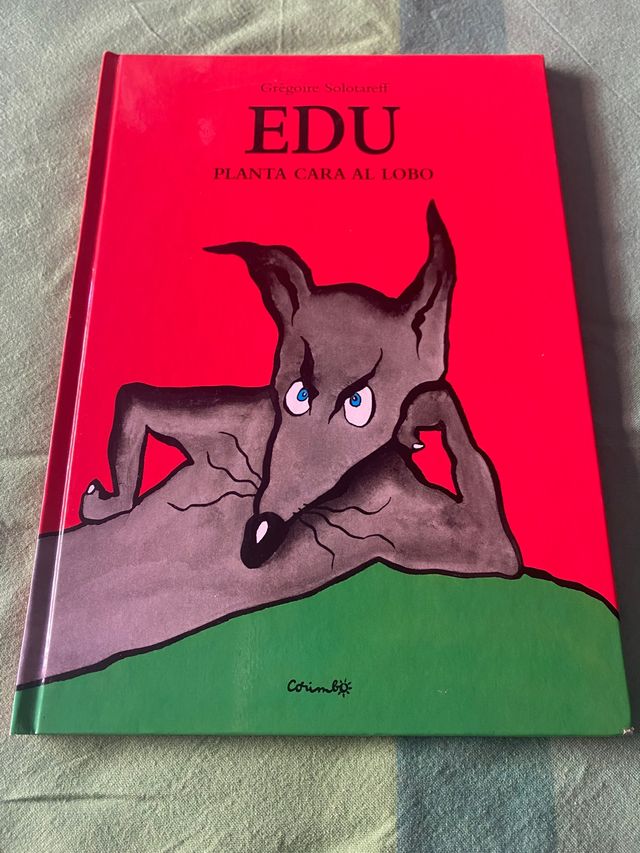 Grégoire Solotareff
EDU
PLANTA CARA AL LOBO
Corimbo